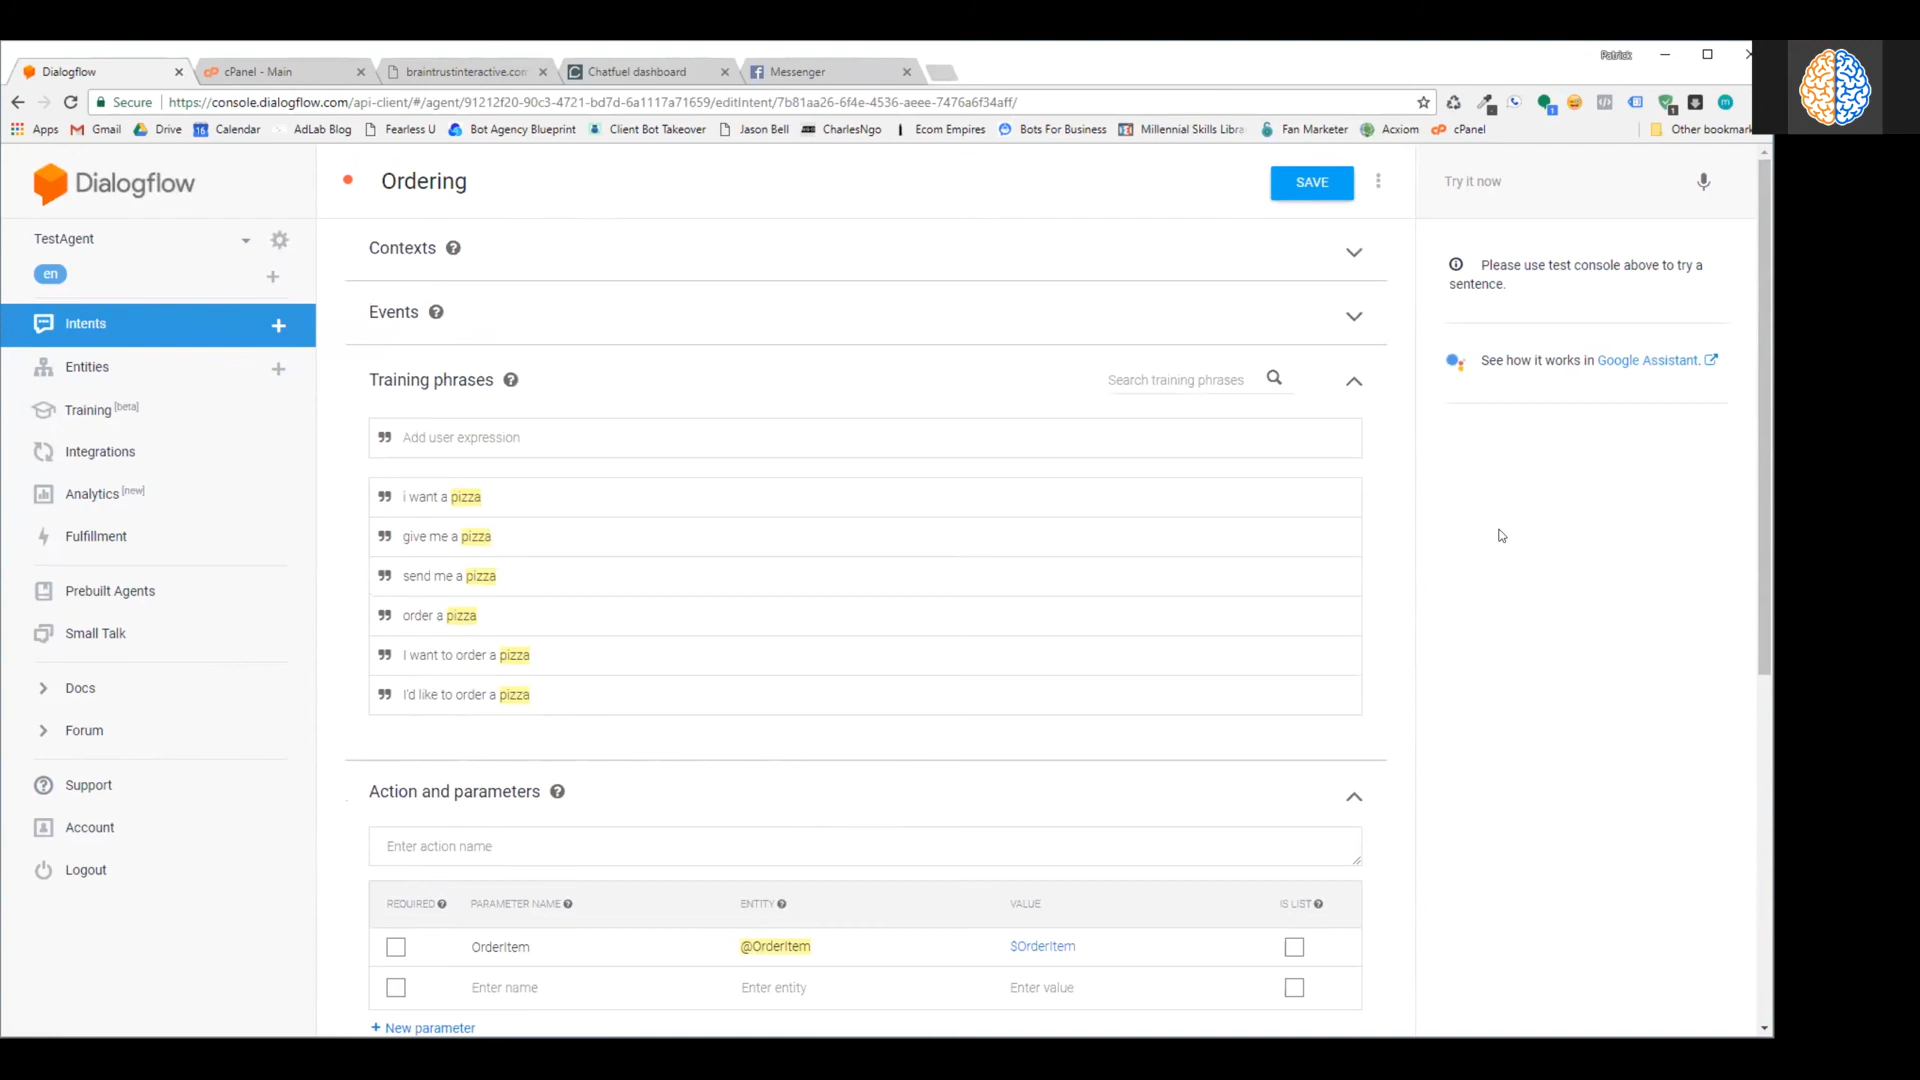 Patrick
Dialogflow
cPanel - Main
braintrustinteractive.com
Chatfuel dashboard
Messenger
Secure
https://console.dialogflow.com/api-client/#/agent/91212f20-90c3-4721-bd7d-6a1117a71659/editIntent/7b81aa26-6f4e-4536-aeee-7476a6f34aff/
Apps
Gmail
Drive
Calendar
AdLab Blog
Fearless U
Bot Agency Blueprint
Client Bot Takeover
Jason Bell
CharlesNgo
Ecom Empires
Bots For Business
Millennial Skills Libra
Fan Marketer
Acxiom
cPanel
Other bookmark
Dialogflow
TestAgent
en
Intents
Entities
Training [beta]
Integrations
Analytics [new]
Fulfillment
Prebuilt Agents
Small Talk
Docs
Forum
Support
Account
Logout
Ordering
SAVE
Contexts
Events
Training phrases
Search training phrases
Add user expression
i want a pizza
give me a pizza
send me a pizza
order a pizza
I want to order a pizza
I'd like to order a pizza
Action and parameters
Enter action name
REQUIRED
PARAMETER NAME
ENTITY
VALUE
IS LIST
OrderItem
@OrderItem
$OrderItem
Enter name
Enter entity
Enter value
+ New parameter
Try it now
Please use test console above to try a
sentence.
See how it works in Google Assistant.